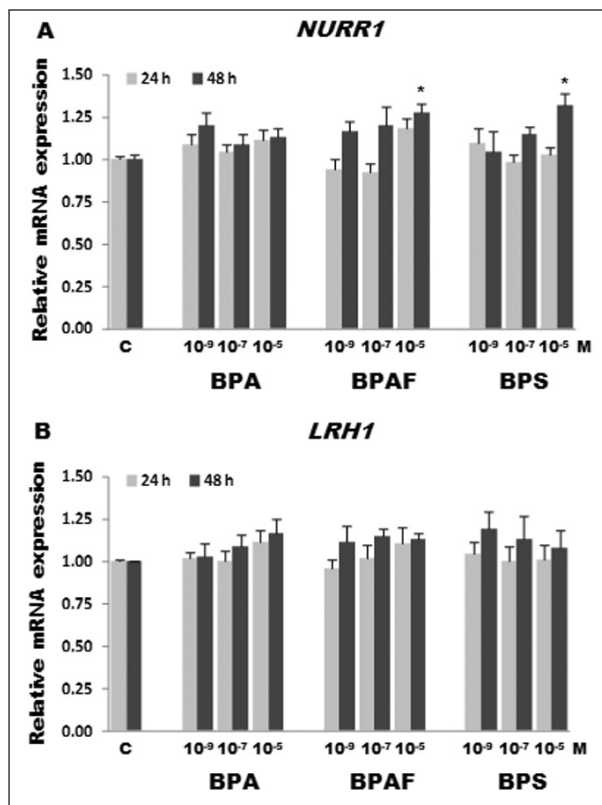 A
NURR1
Relative mRNA expression
1.50
1.25
1.00
0.75
0.50
0.25
0.00
24 h 48 h
* *
C 10⁻⁹ 10⁻⁷ 10⁻⁵ 10⁻⁹ 10⁻⁷ 10⁻⁵ 10⁻⁹ 10⁻⁷ 10⁻⁵ M
BPA BPAF BPS
B
LRH1
Relative mRNA expression
1.50
1.25
1.00
0.75
0.50
0.25
0.00
24 h 48 h
C 10⁻⁹ 10⁻⁷ 10⁻⁵ 10⁻⁹ 10⁻⁷ 10⁻⁵ 10⁻⁹ 10⁻⁷ 10⁻⁵ M
BPA BPAF BPS